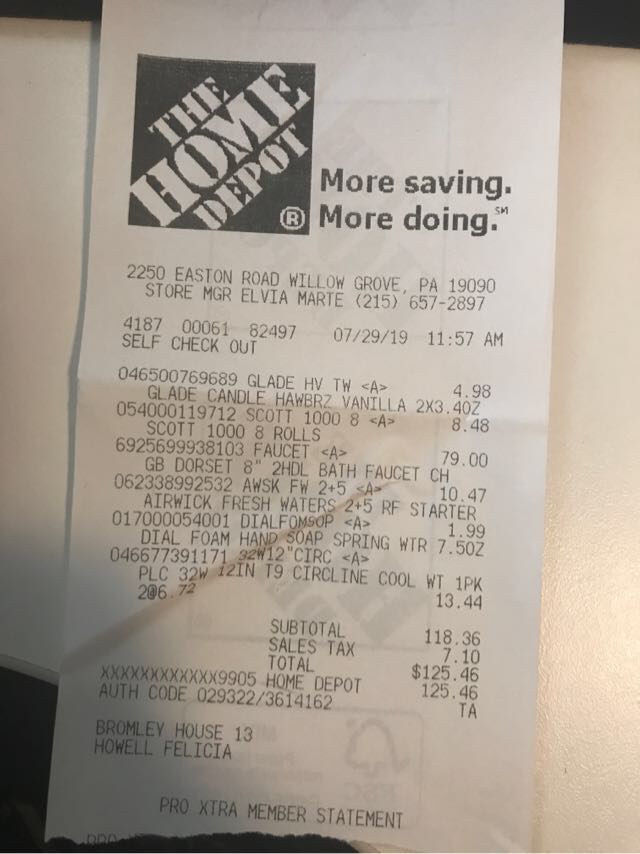 THE
HOME
DEPOT
®
More saving.
More doing.℠
2250 EASTON ROAD WILLOW GROVE, PA 19090
STORE MGR ELVIA MARTE (215) 657-2897
4187 00061 82497 07/29/19 11:57 AM
SELF CHECK OUT
046500769689 GLADE HV TW <A> 4.98
GLADE CANDLE HAWBRZ VANILLA 2X3.4OZ
054000119712 SCOTT 1000 8 <A> 8.48
SCOTT 1000 8 ROLLS
6925699938103 FAUCET <A> 79.00
GB DORSET 8" 2HDL BATH FAUCET CH
062338992532 AWSK FW 2+5 <A> 10.47
AIRWICK FRESH WATERS 2+5 RF STARTER
017000054001 DIALFOMSOP <A> 1.99
DIAL FOAM HAND SOAP SPRING WTR 7.5OZ
046677391171 32W12"CIRC <A>
PLC 32W 12IN T9 CIRCLINE COOL WT 1PK
2@6.72 13.44
SUBTOTAL 118.36
SALES TAX 7.10
TOTAL $125.46
XXXXXXXXXXXX9905 HOME DEPOT 125.46
AUTH CODE 029322/3614162 TA
BROMLEY HOUSE 13
HOWELL FELICIA
PRO XTRA MEMBER STATEMENT